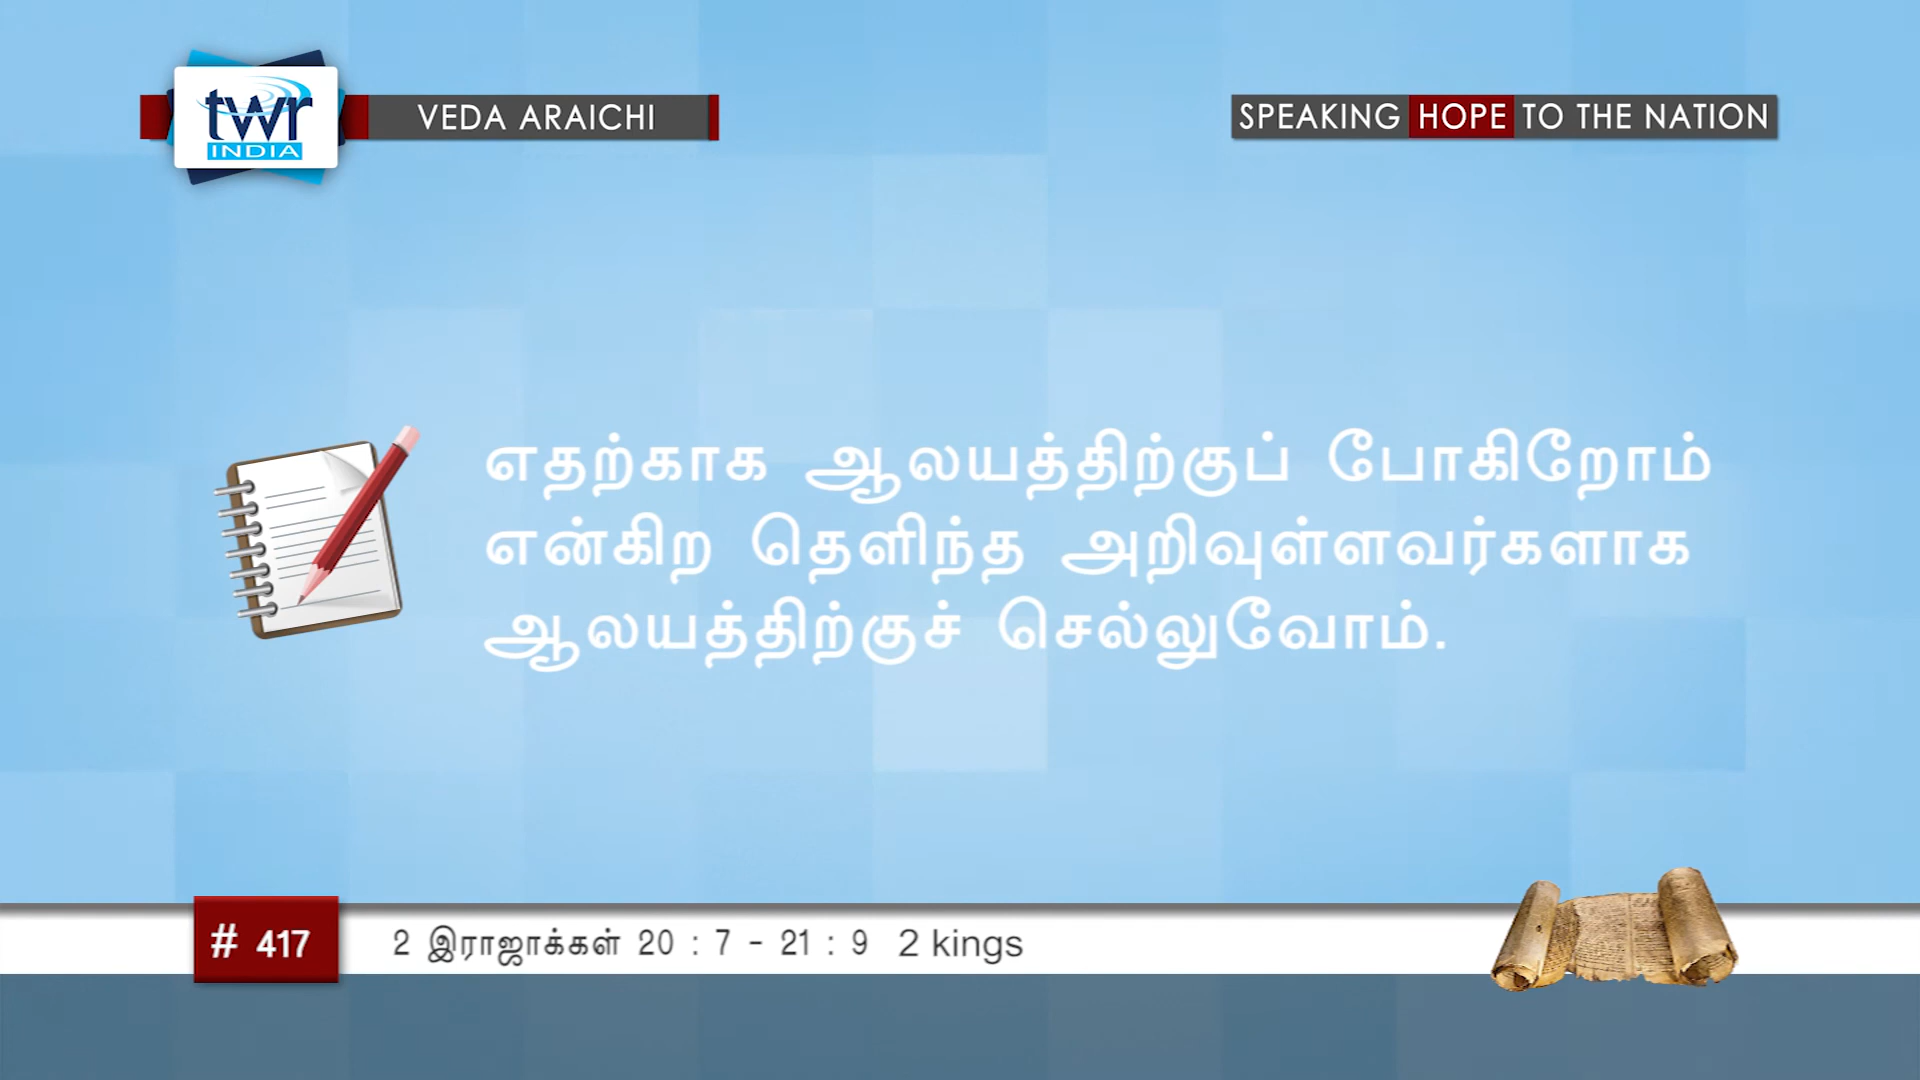 twr
INDIA
VEDA ARAICHI
SPEAKING HOPE TO THE NATION
எதற்காக ஆலயத்திற்குப் போகிறோம்
என்கிற தெளிந்த அறிவுள்ளவர்களாக
ஆலயத்திற்குச் செல்லுவோம்.
# 417
2 இராஜாக்கள் 20 : 7 - 21 : 9 2 kings